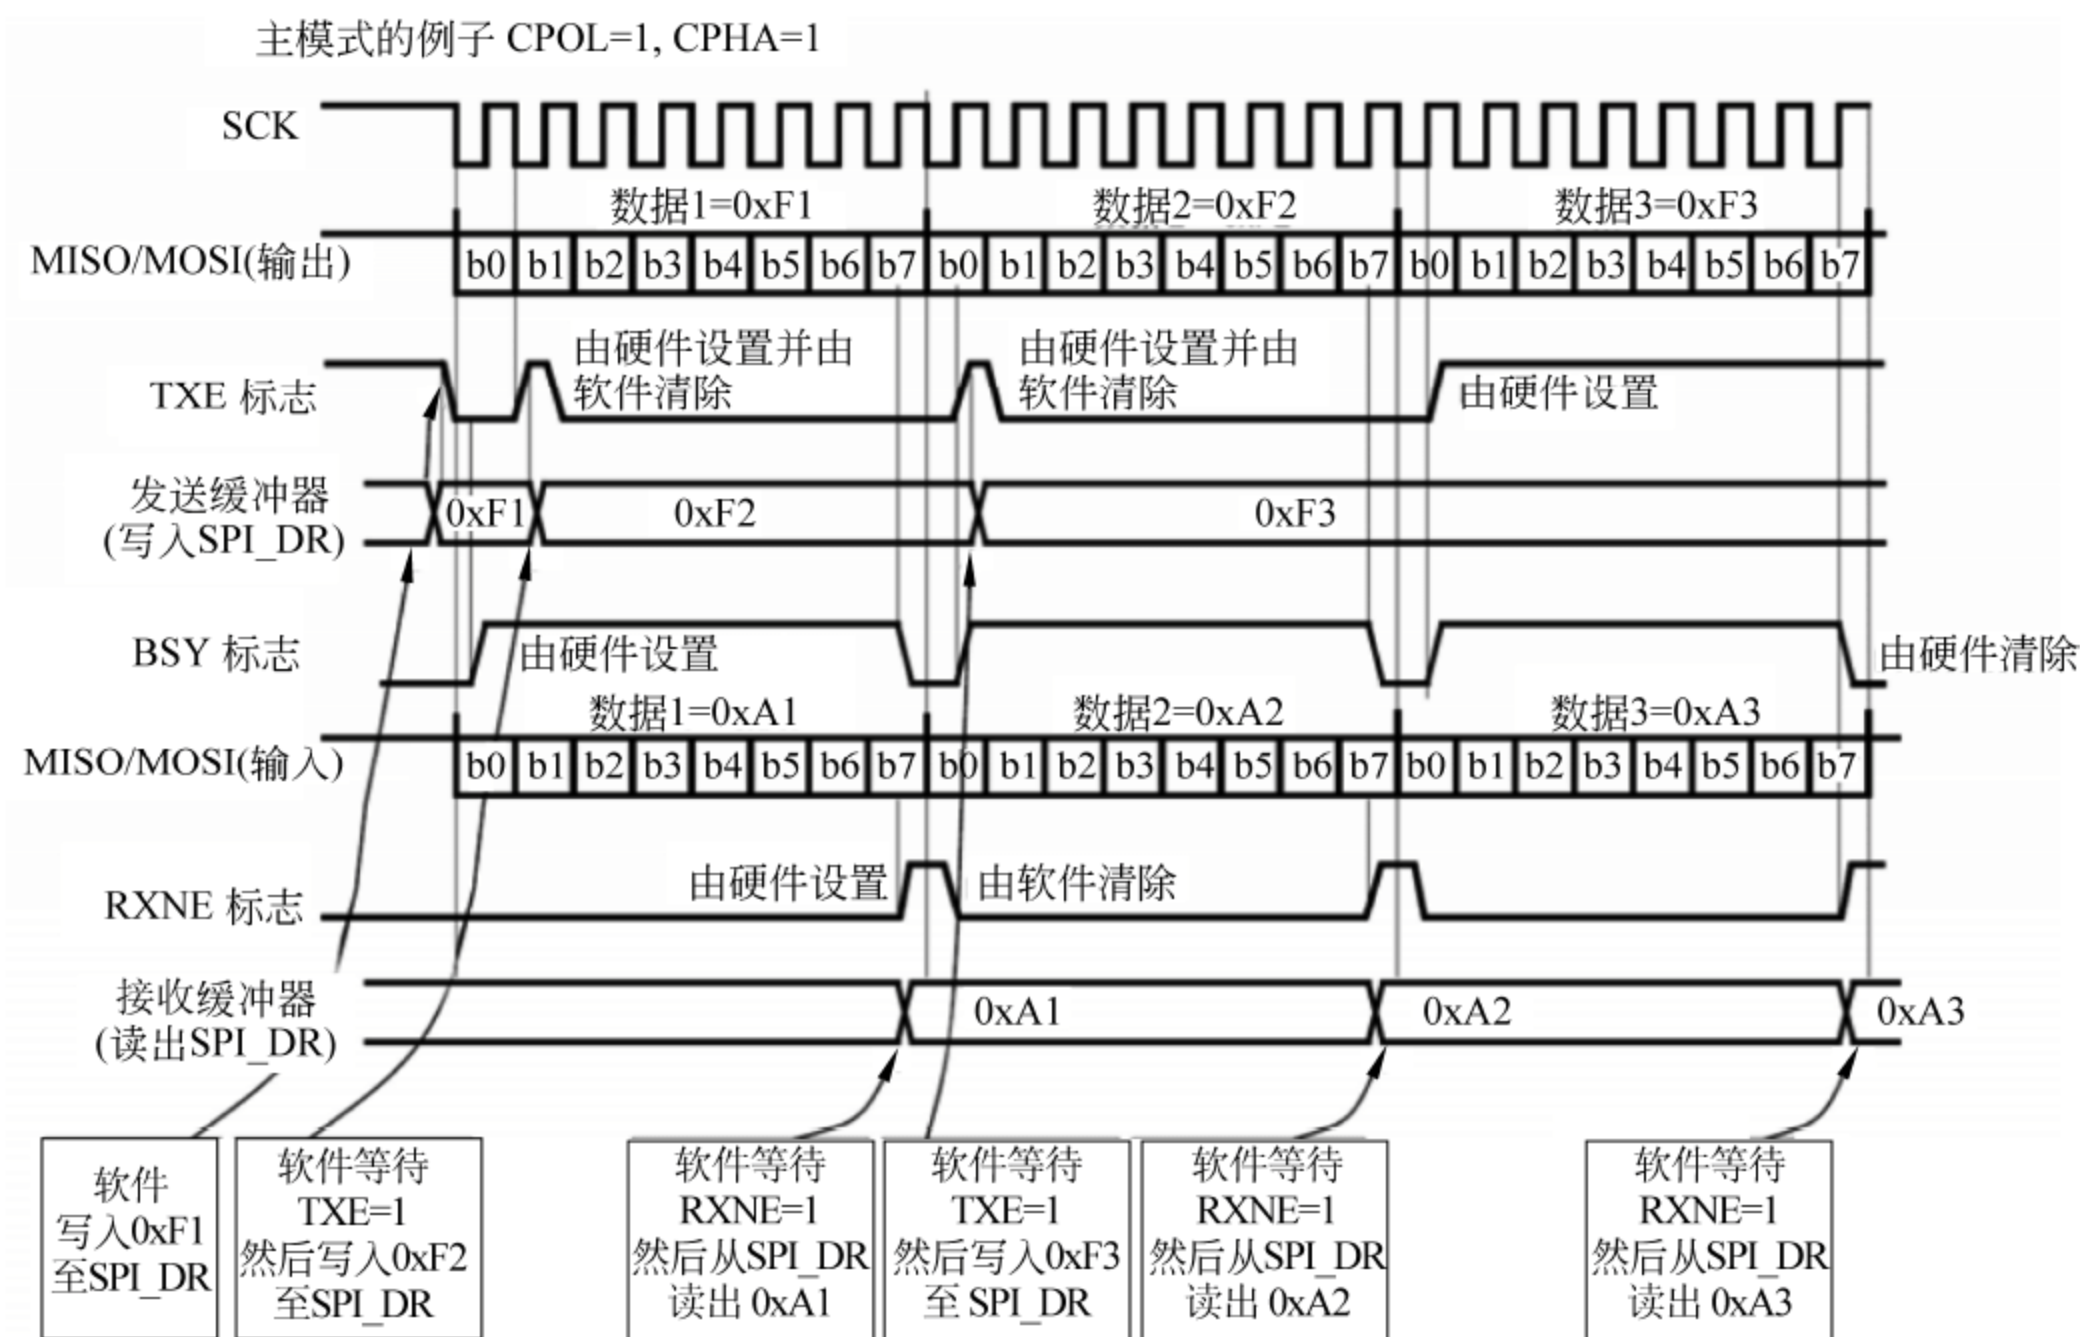 主模式的例子 CPOL=1, CPHA=1
SCK
数据1=0xF1
数据2=0xF2
数据3=0xF3
MISO/MOSI(输出)
b0 b1 b2 b3 b4 b5 b6 b7 b0 b1 b2 b3 b4 b5 b6 b7 b0 b1 b2 b3 b4 b5 b6 b7
TXE 标志
由硬件设置并由
软件清除
由硬件设置并由
软件清除
由硬件设置
发送缓冲器
(写入SPI_DR)
0xF1
0xF2
0xF3
BSY 标志
由硬件设置
由硬件清除
数据1=0xA1
数据2=0xA2
数据3=0xA3
MISO/MOSI(输入)
b0 b1 b2 b3 b4 b5 b6 b7 b0 b1 b2 b3 b4 b5 b6 b7 b0 b1 b2 b3 b4 b5 b6 b7
RXNE 标志
由硬件设置
由软件清除
接收缓冲器
(读出SPI_DR)
0xA1
0xA2
0xA3
软件
写入0xF1
至SPI_DR
软件等待
TXE=1
然后写入0xF2
至SPI_DR
软件等待
RXNE=1
然后从SPI_DR
读出 0xA1
软件等待
TXE=1
然后写入0xF3
至 SPI_DR
软件等待
RXNE=1
然后从SPI_DR
读出 0xA2
软件等待
RXNE=1
然后从SPI_DR
读出 0xA3